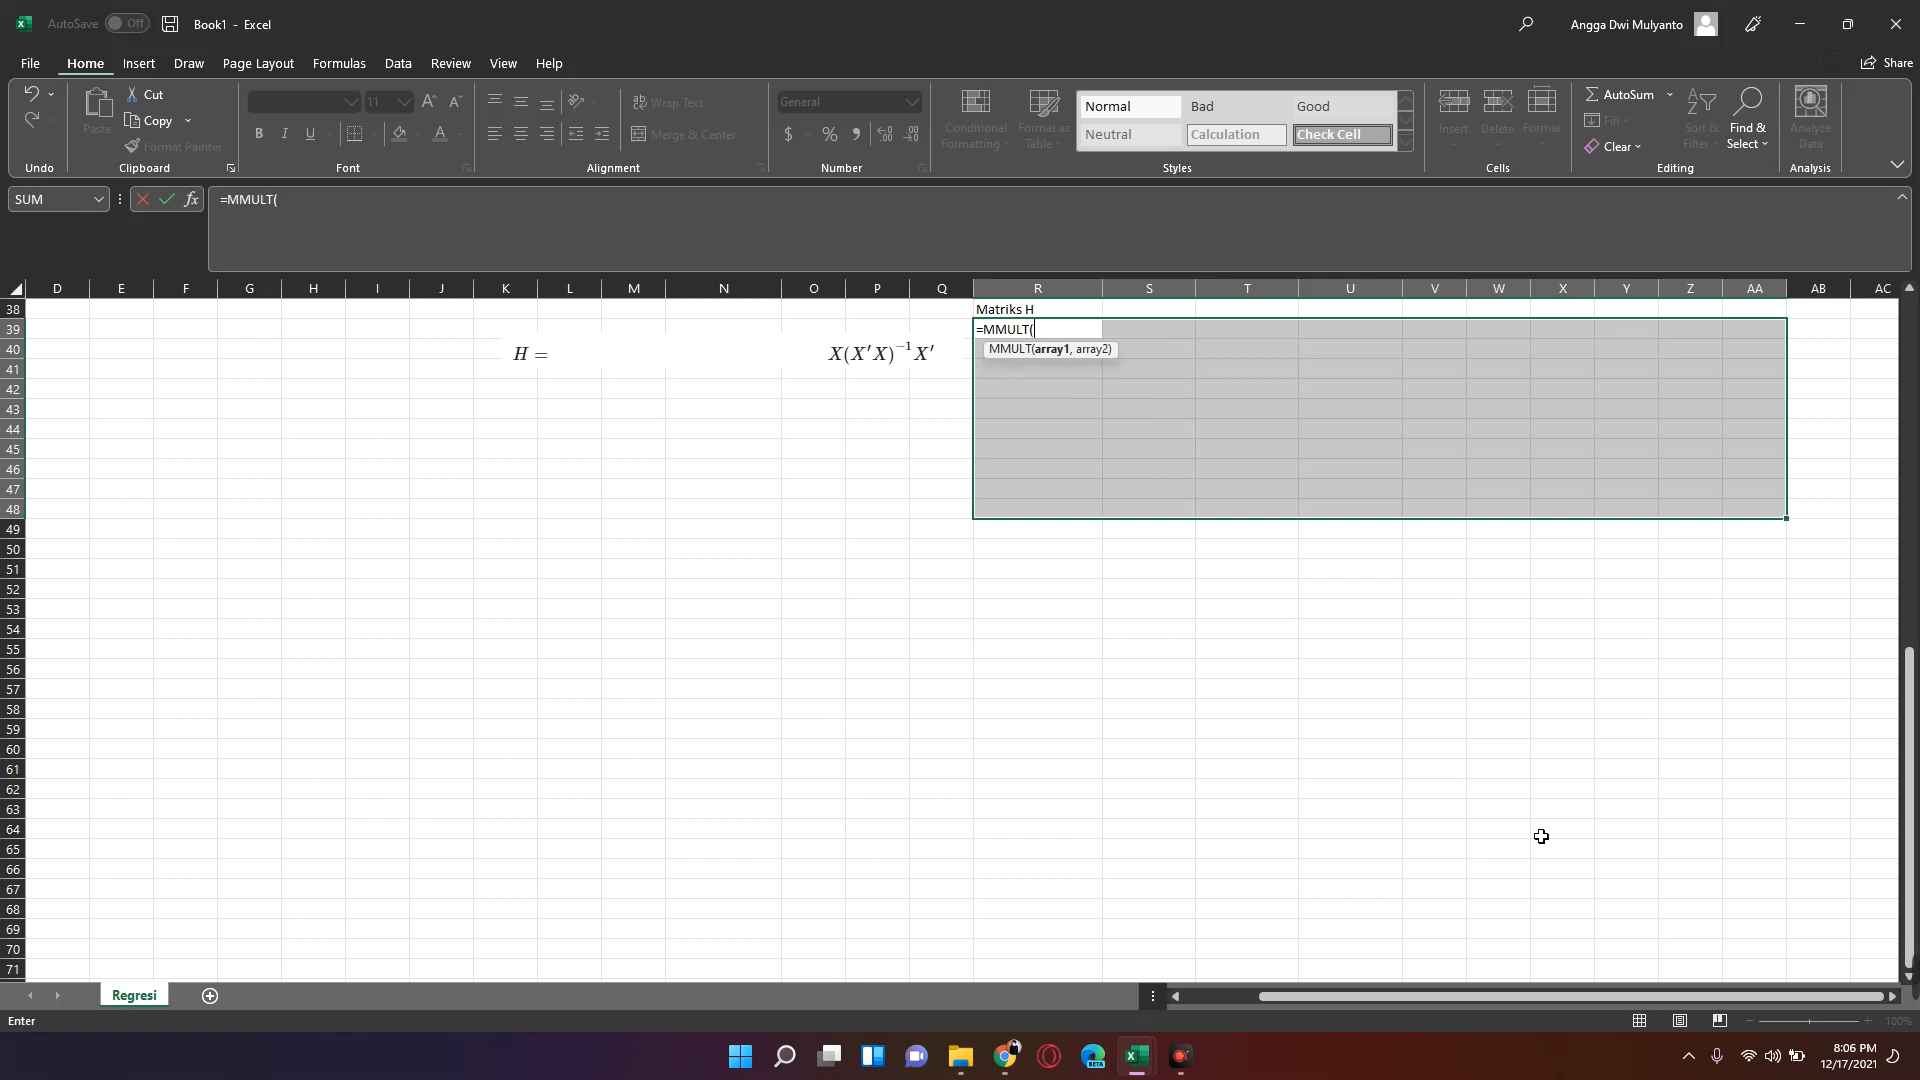 AutoSave Off Book1 - Excel Angga Dwi Mulyanto
File Home Insert Draw Page Layout Formulas Data Review View Help Share
Cut 11 Wrap Text General Normal Bad Good AutoSum
Paste Copy Conditional Formatting Format as Table Insert Delete Format Fill Sort & Filter Find & Select Analyze Data
Format Painter B I U Merge & Center $ % Neutral Calculation Check Cell Clear
Undo Clipboard Font Alignment Number Styles Cells Editing Analysis
SUM fx =MMULT(
D E F G H I J K L M N O P Q R S T U V W X Y Z AA AB AC
38 Matriks H
39 =MMULT(
40 H = X(X′X)⁻¹X′ MMULT(array1, array2)
41
42
43
44
45
46
47
48
49
50
51
52
53
54
55
56
57
58
59
60
61
62
63
64
65
66
67
68
69
70
71
Regresi
Enter 100%
BETA
8:06 PM
12/17/2021